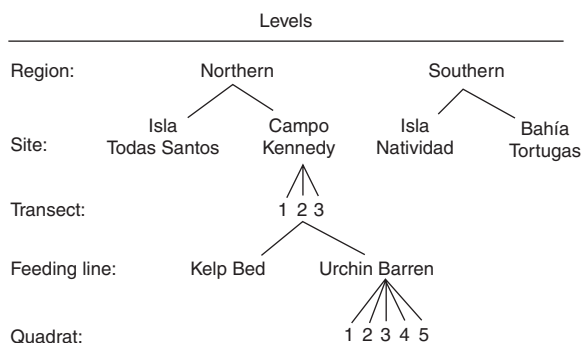 Levels
Region: Northern Southern
Site: Isla Todas Santos Campo Kennedy Isla Natividad Bahía Tortugas
Transect: 1 2 3
Feeding line: Kelp Bed Urchin Barren
Quadrat: 1 2 3 4 5